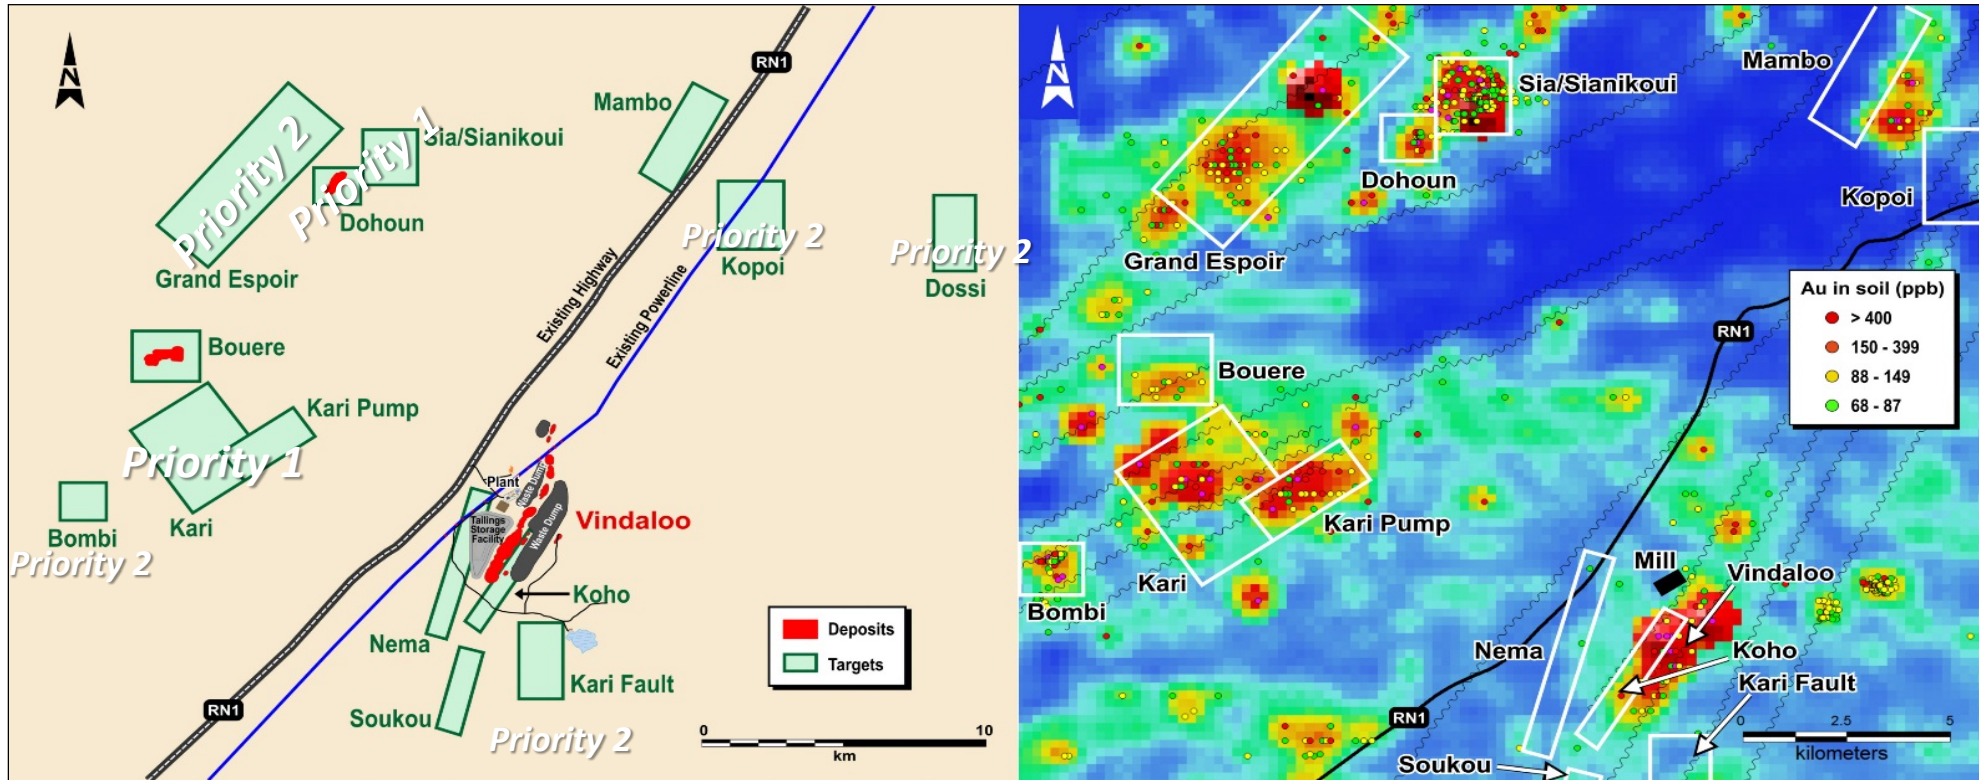 N
RN1
Mambo
Priority 2
Priority 1
Sia/Sianikoui
Dohoun
Grand Espoir
Priority 2
Kopoi
Priority 2
Dossi
Existing Highway
Existing Powerline
Bouere
Kari Pump
Priority 1
Kari
Bombi
Priority 2
Plant
Waste Dump
Tailings
Storage
Facility
Waste Dump
Vindaloo
Koho
Nema
Kari Fault
Soukou
Priority 2
RN1
Deposits
Targets
0 10
km
N
Mambo
Sia/Sianikoui
Dohoun
Kopoi
Grand Espoir
Au in soil (ppb)
> 400
150 - 399
88 - 149
68 - 87
RN1
Bouere
Kari Pump
Kari
Bombi
Mill
Vindaloo
Nema
Koho
Kari Fault
RN1
Soukou
0 2.5 5
kilometers